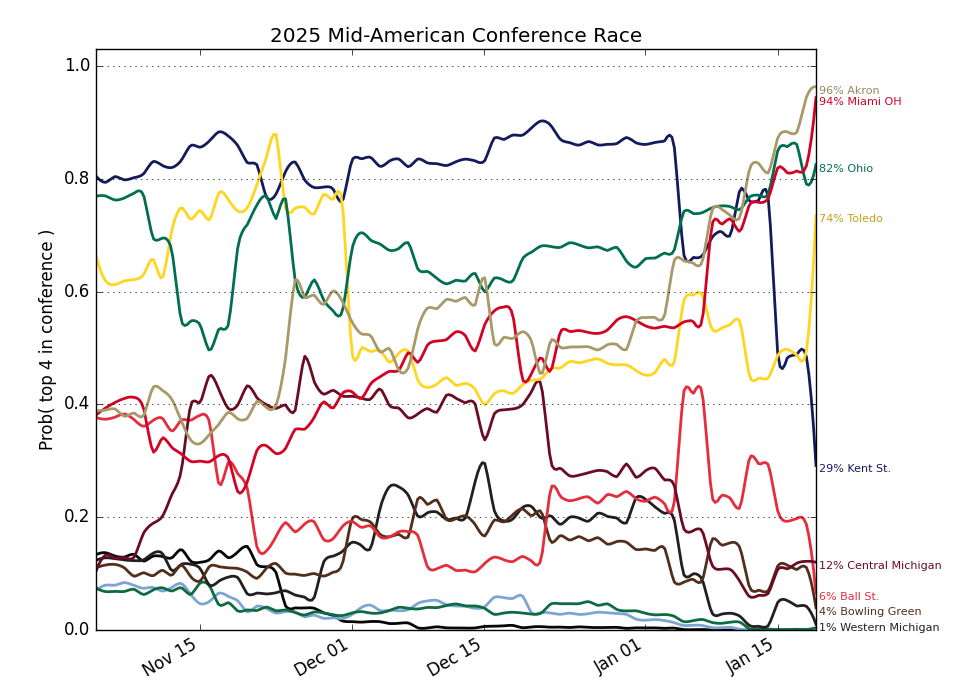 2025 Mid-American Conference Race
Prob( top 4 in conference )
1.0
0.8
0.6
0.4
0.2
0.0
Nov 15
Dec 01
Dec 15
Jan 01
Jan 15
96% Akron
94% Miami OH
82% Ohio
74% Toledo
29% Kent St.
12% Central Michigan
6% Ball St.
4% Bowling Green
1% Western Michigan